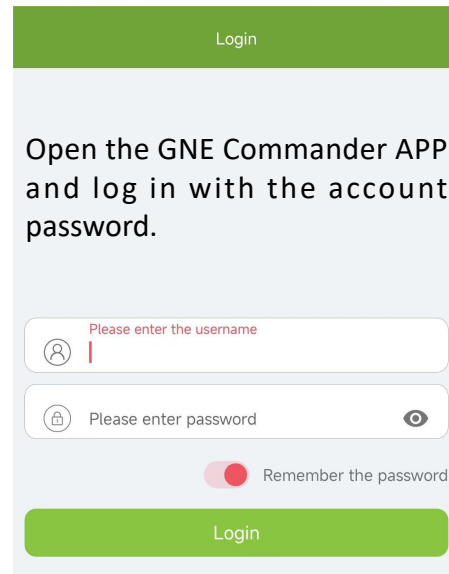 Login
Open the GNE Commander APP
and log in with the account
password.
Please enter the username
Please enter password
Remember the password
Login